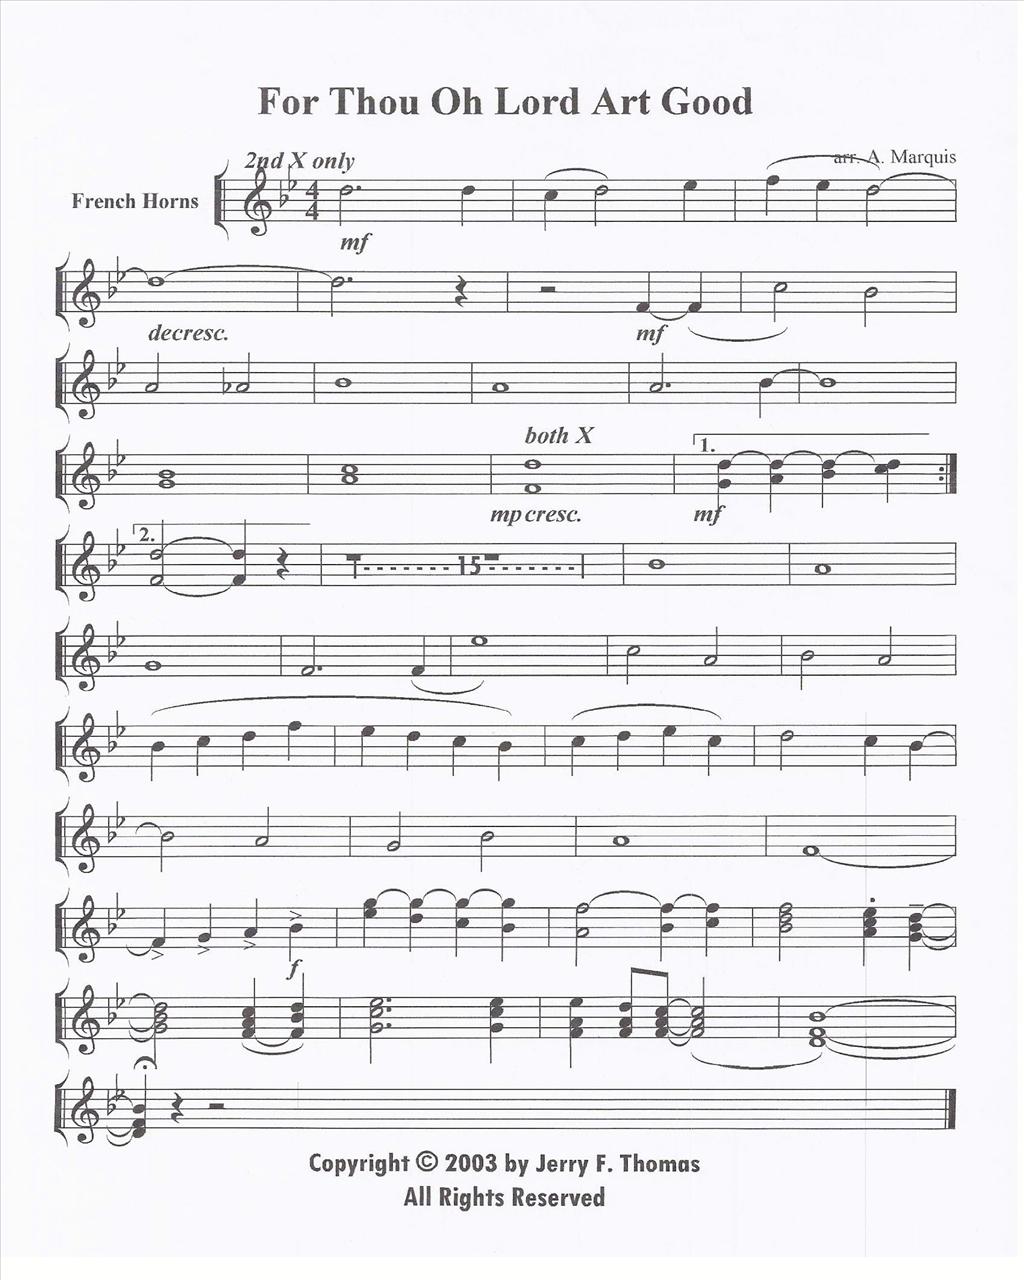 For Thou Oh Lord Art Good
2nd X only
arr. A. Marquis
French Horns
4
4
mf
decresc.
mf
both X
1.
mp cresc.
mf
2.
15
f
Copyright © 2003 by Jerry F. Thomas
All Rights Reserved